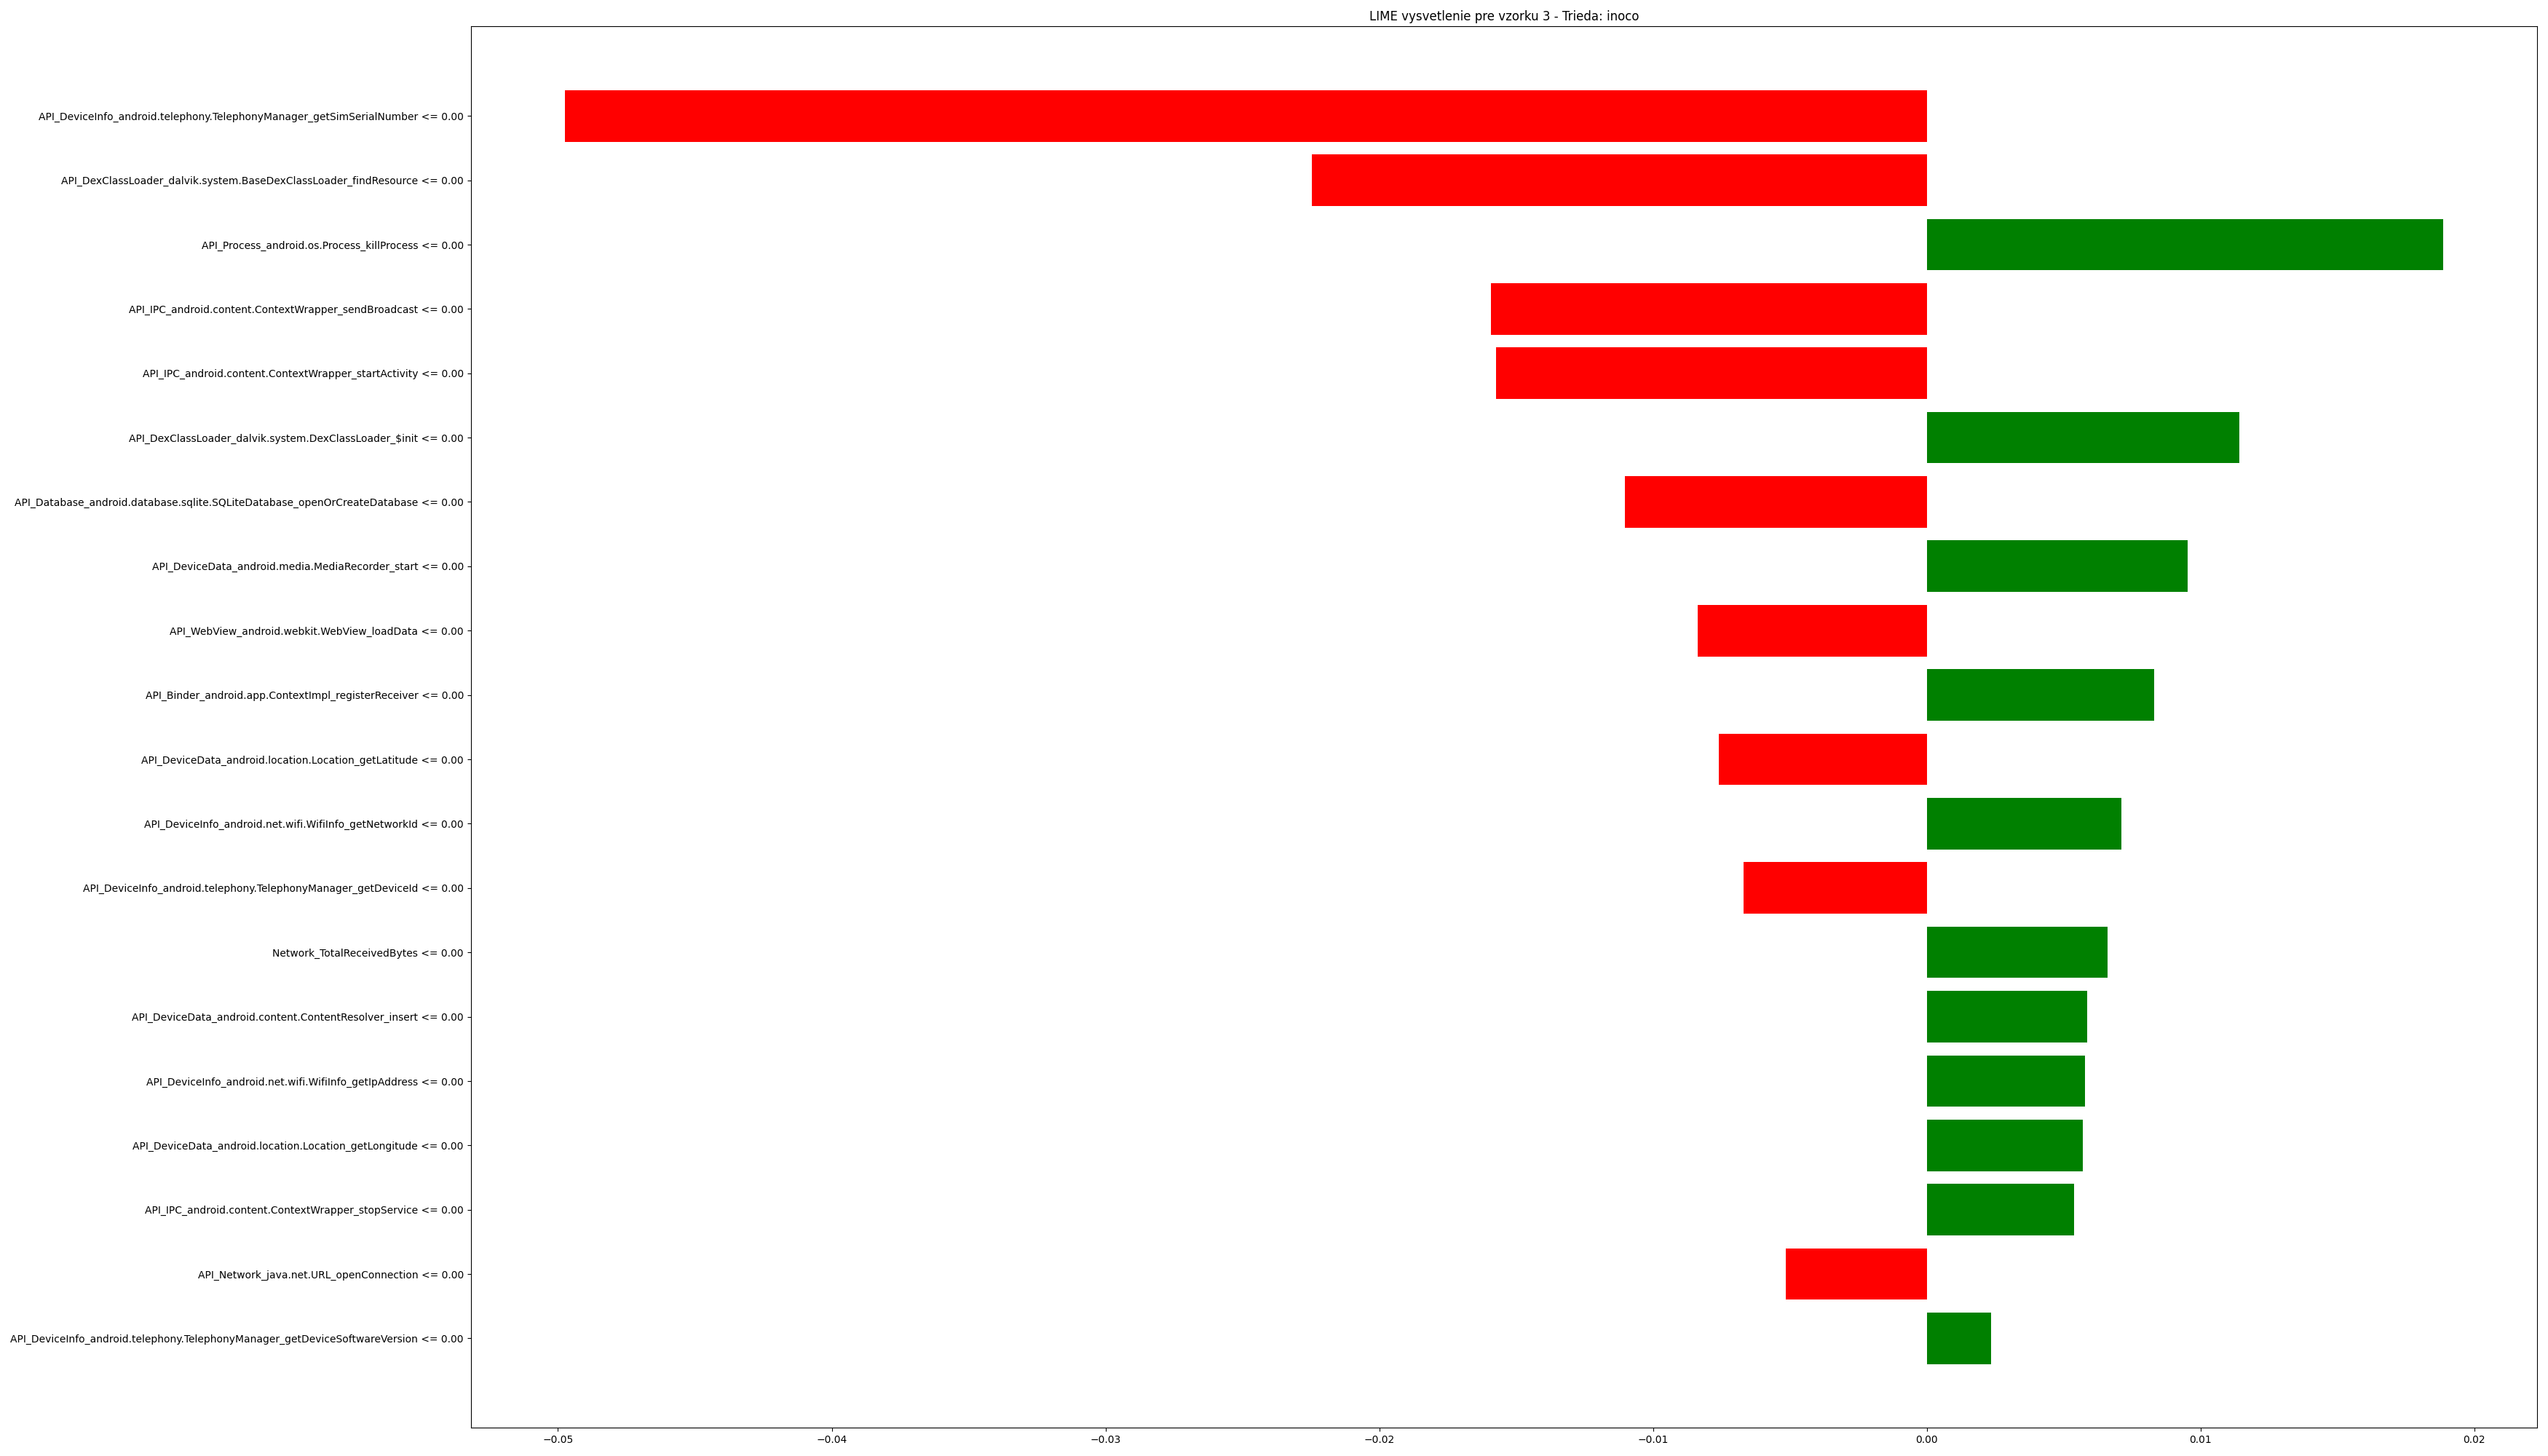 LIME vysvetlenie pre vzorku 3 - Trieda: inoco
API_DeviceInfo_android.telephony.TelephonyManager_getSimSerialNumber <= 0.00
API_DexClassLoader_dalvik.system.BaseDexClassLoader_findResource <= 0.00
API_Process_android.os.Process_killProcess <= 0.00
API_IPC_android.content.ContextWrapper_sendBroadcast <= 0.00
API_IPC_android.content.ContextWrapper_startActivity <= 0.00
API_DexClassLoader_dalvik.system.DexClassLoader_$init <= 0.00
API_Database_android.database.sqlite.SQLiteDatabase_openOrCreateDatabase <= 0.00
API_DeviceData_android.media.MediaRecorder_start <= 0.00
API_WebView_android.webkit.WebView_loadData <= 0.00
API_Binder_android.app.ContextImpl_registerReceiver <= 0.00
API_DeviceData_android.location.Location_getLatitude <= 0.00
API_DeviceInfo_android.net.wifi.WifiInfo_getNetworkId <= 0.00
API_DeviceInfo_android.telephony.TelephonyManager_getDeviceId <= 0.00
Network_TotalReceivedBytes <= 0.00
API_DeviceData_android.content.ContentResolver_insert <= 0.00
API_DeviceInfo_android.net.wifi.WifiInfo_getIpAddress <= 0.00
API_DeviceData_android.location.Location_getLongitude <= 0.00
API_IPC_android.content.ContextWrapper_stopService <= 0.00
API_Network_java.net.URL_openConnection <= 0.00
API_DeviceInfo_android.telephony.TelephonyManager_getDeviceSoftwareVersion <= 0.00
−0.05 −0.04 −0.03 −0.02 −0.01 0.00 0.01 0.02